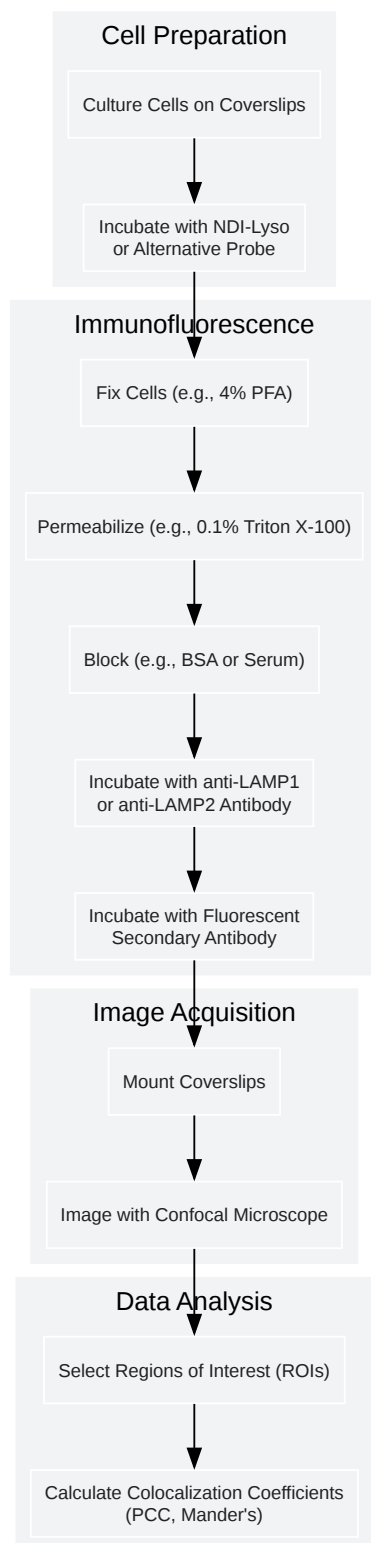 Cell Preparation
Culture Cells on Coverslips
Incubate with NDI-Lyso
or Alternative Probe
Immunofluorescence
Fix Cells (e.g., 4% PFA)
Permeabilize (e.g., 0.1% Triton X-100)
Block (e.g., BSA or Serum)
Incubate with anti-LAMP1
or anti-LAMP2 Antibody
Incubate with Fluorescent
Secondary Antibody
Image Acquisition
Mount Coverslips
Image with Confocal Microscope
Data Analysis
Select Regions of Interest (ROIs)
Calculate Colocalization Coefficients
(PCC, Mander's)